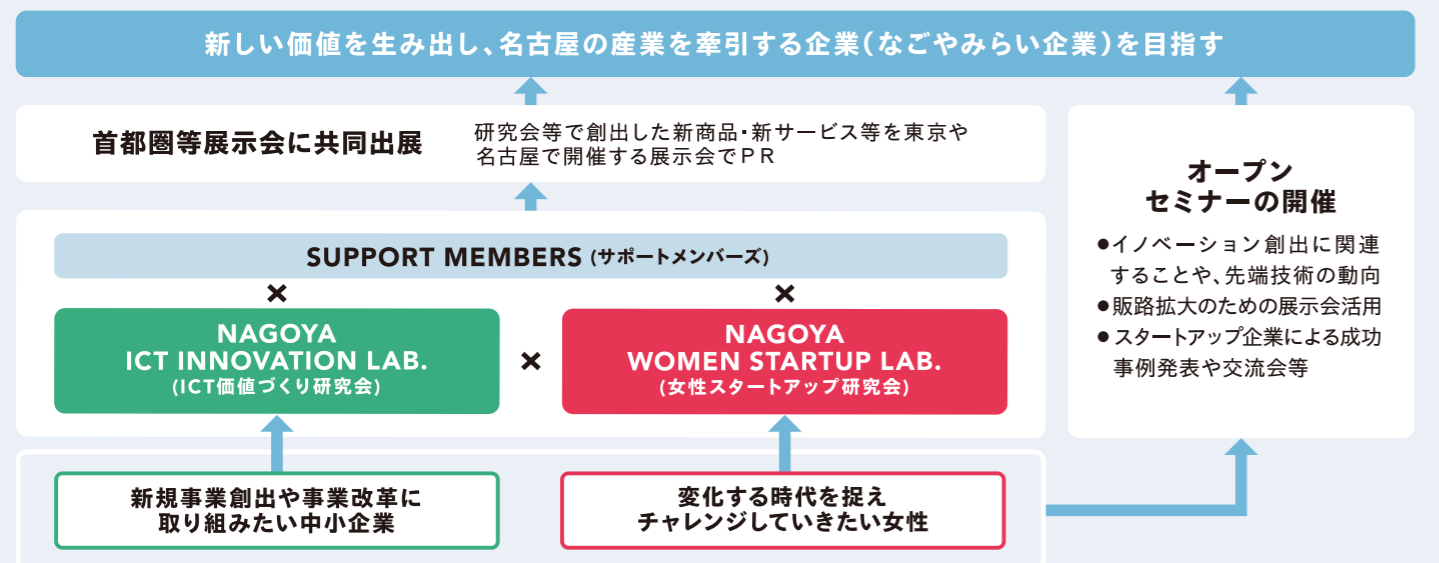 新しい価値を生み出し、名古屋の産業を牽引する企業(なごやみらい企業)を目指す
首都圏等展示会に共同出展
研究会等で創出した新商品・新サービス等を東京や
名古屋で開催する展示会でPR
SUPPORT MEMBERS (サポートメンバーズ)
×
×
NAGOYA
ICT INNOVATION LAB.
(ICT価値づくり研究会)
×
NAGOYA
WOMEN STARTUP LAB.
(女性スタートアップ研究会)
新規事業創出や事業改革に
取り組みたい中小企業
変化する時代を捉え
チャレンジしていきたい女性
オープン
セミナーの開催
●イノベーション創出に関連
することや、先端技術の動向
●販路拡大のための展示会活用
●スタートアップ企業による成功
事例発表や交流会等